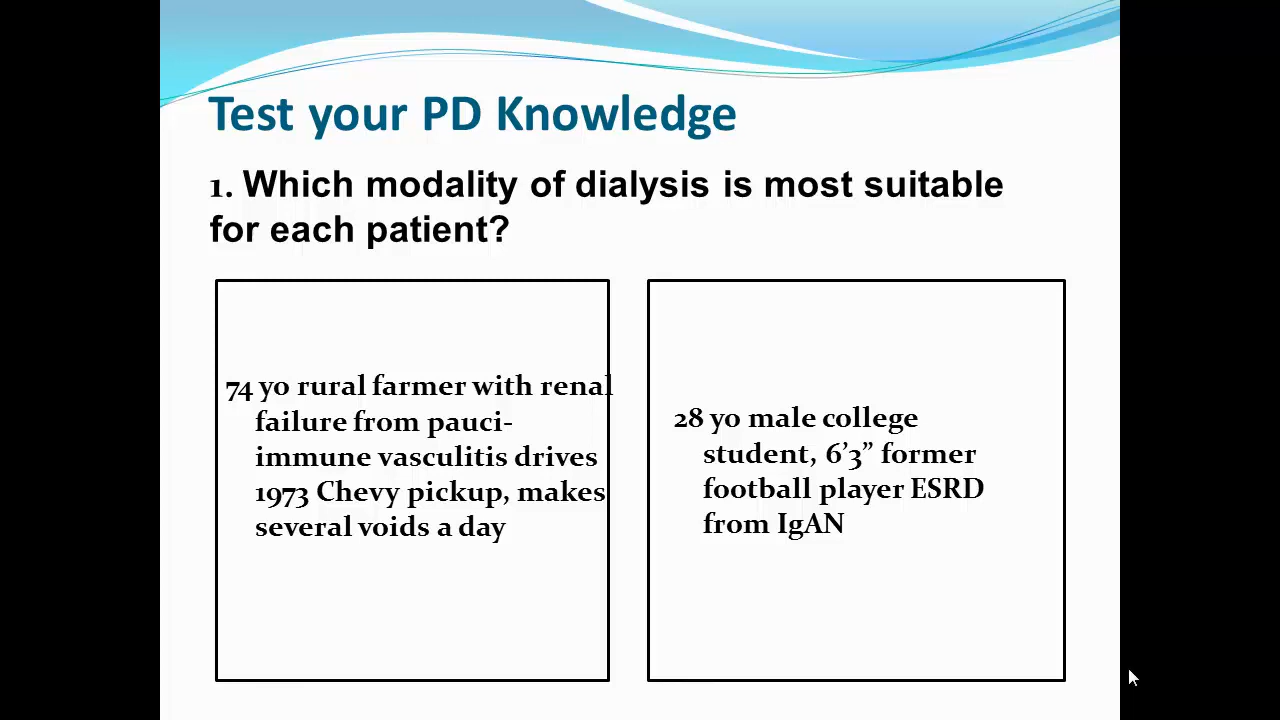 Test your PD Knowledge
1. Which modality of dialysis is most suitable
for each patient?
74 yo rural farmer with renal
failure from pauci-
immune vasculitis drives
1973 Chevy pickup, makes
several voids a day
28 yo male college
student, 6’3” former
football player ESRD
from IgAN